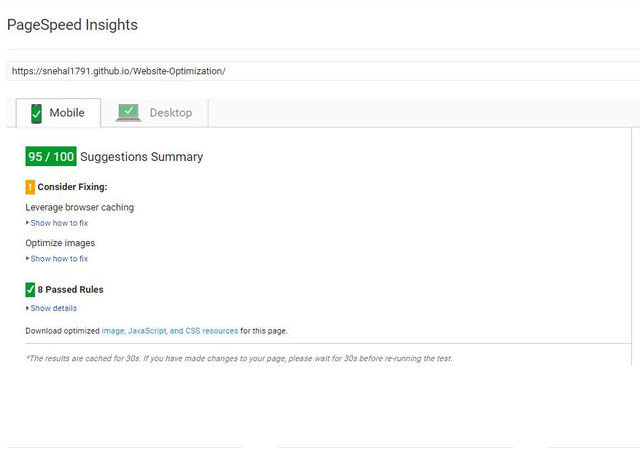 PageSpeed Insights
https://snehal1791.github.io/Website-Optimization/
Mobile
Desktop
95 / 100 Suggestions Summary
! Consider Fixing:
Leverage browser caching
Show how to fix
Optimize images
Show how to fix
8 Passed Rules
Show details
Download optimized image, JavaScript, and CSS resources for this page.
*The results are cached for 30s. If you have made changes to your page, please wait for 30s before re-running the test.